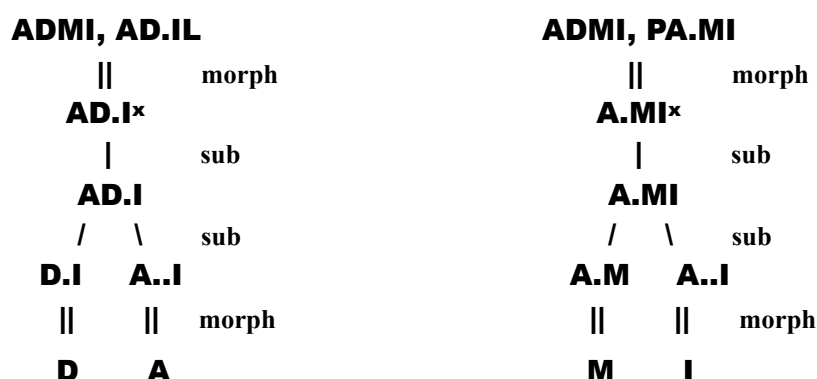 ADMI, AD.IL ADMI, PA.MI
|| morph || morph
AD.Iˣ A.MIˣ
| sub | sub
AD.I A.MI
/ \ sub / \ sub
D.I A..I A.M A..I
|| || morph || || morph
D A M I